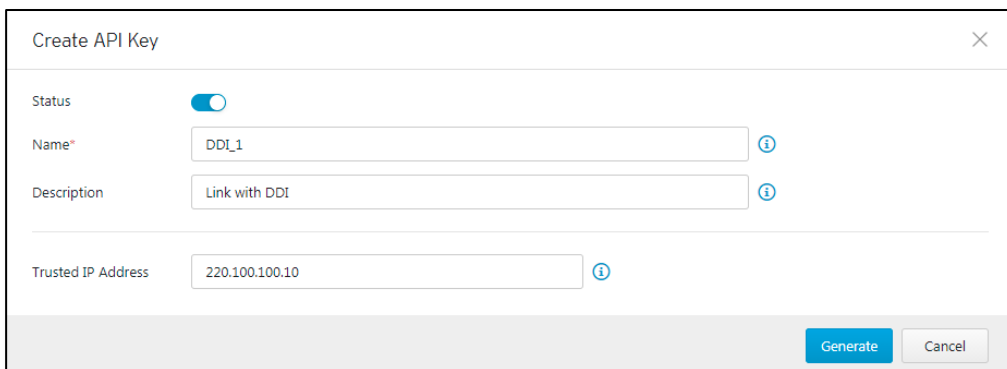 Create API Key
Status
Name* DDI_1
Description Link with DDI
Trusted IP Address 220.100.100.10
Generate Cancel